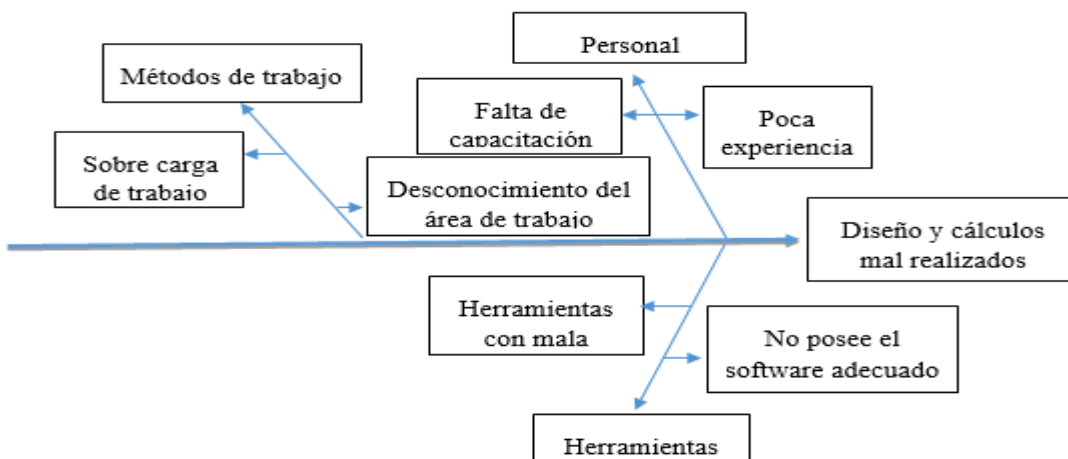 Personal
Métodos de trabajo
Falta de
capacitación
Poca
experiencia
Sobre carga
de trabajo
Desconocimiento del
área de trabajo
Diseño y cálculos
mal realizados
Herramientas
con mala
No posee el
software adecuado
Herramientas